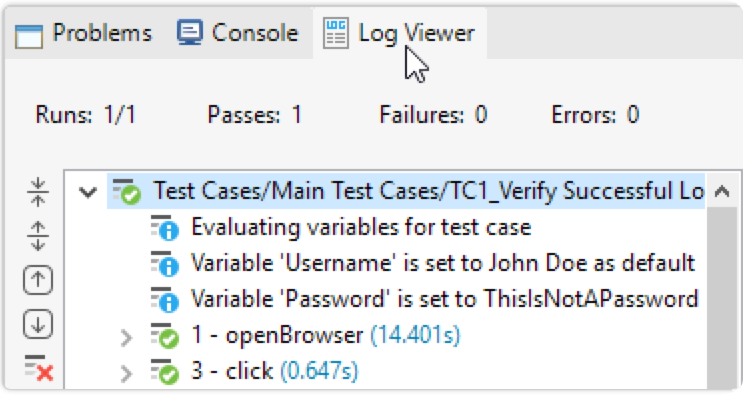 Problems Console LOG Log Viewer
Runs: 1/1 Passes: 1 Failures: 0 Errors: 0
Test Cases/Main Test Cases/TC1_Verify Successful Lo
Evaluating variables for test case
Variable 'Username' is set to John Doe as default
Variable 'Password' is set to ThisIsNotAPassword
1 - openBrowser (14.401s)
3 - click (0.647s)